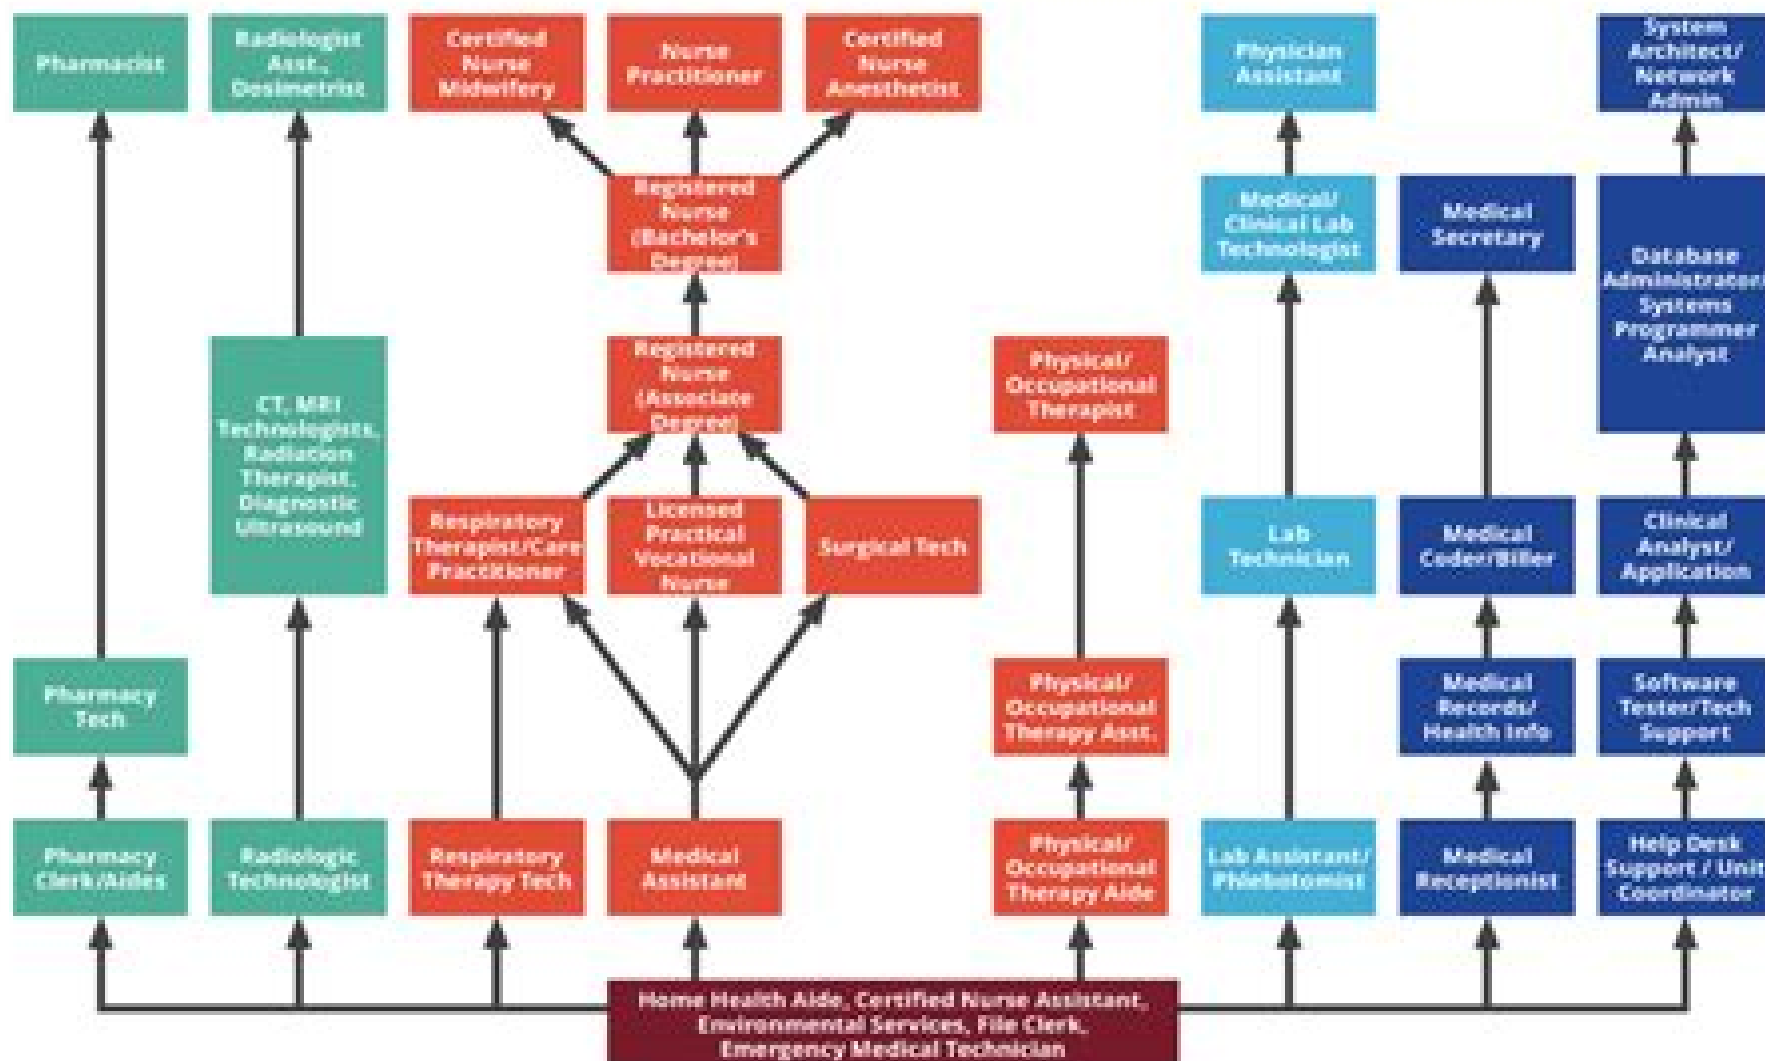 Pharmacist
Radiologist
Asst.,
Dosimetrist
Certified
Nurse
Midwifery
Nurse
Practitioner
Certified
Nurse
Anesthetist
Physician
Assistant
System
Architect/
Network
Admin
Registered
Nurse
(Bachelor's
Degree)
Medical/
Clinical Lab
Technologist
Medical
Secretary
Database
Administrator/
Systems
Programmer
Analyst
CT, MRI
Technologists,
Radiation
Therapist,
Diagnostic
Ultrasound
Registered
Nurse
(Associate
Degree)
Physical/
Occupational
Therapist
Respiratory
Therapist/Care
Practitioner
Licensed
Practical
Vocational
Nurse
Surgical Tech
Lab
Technician
Medical
Coder/Biller
Clinical
Analyst/
Application
Pharmacy
Tech
Physical/
Occupational
Therapy Asst.
Medical
Records/
Health Info
Software
Tester/Tech
Support
Pharmacy
Clerk/Aides
Radiologic
Technologist
Respiratory
Therapy Tech
Medical
Assistant
Physical/
Occupational
Therapy Aide
Lab Assistant/
Phlebotomist
Medical
Receptionist
Help Desk
Support / Unit
Coordinator
Home Health Aide, Certified Nurse Assistant,
Environmental Services, File Clerk,
Emergency Medical Technician